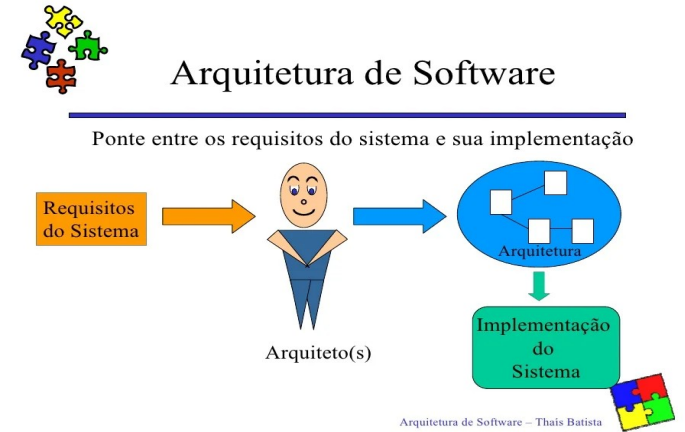 Arquitetura de Software
Ponte entre os requisitos do sistema e sua implementação
Requisitos
do Sistema
Arquiteto(s)
Arquitetura
Implementação
do
Sistema
Arquitetura de Software – Thais Batista